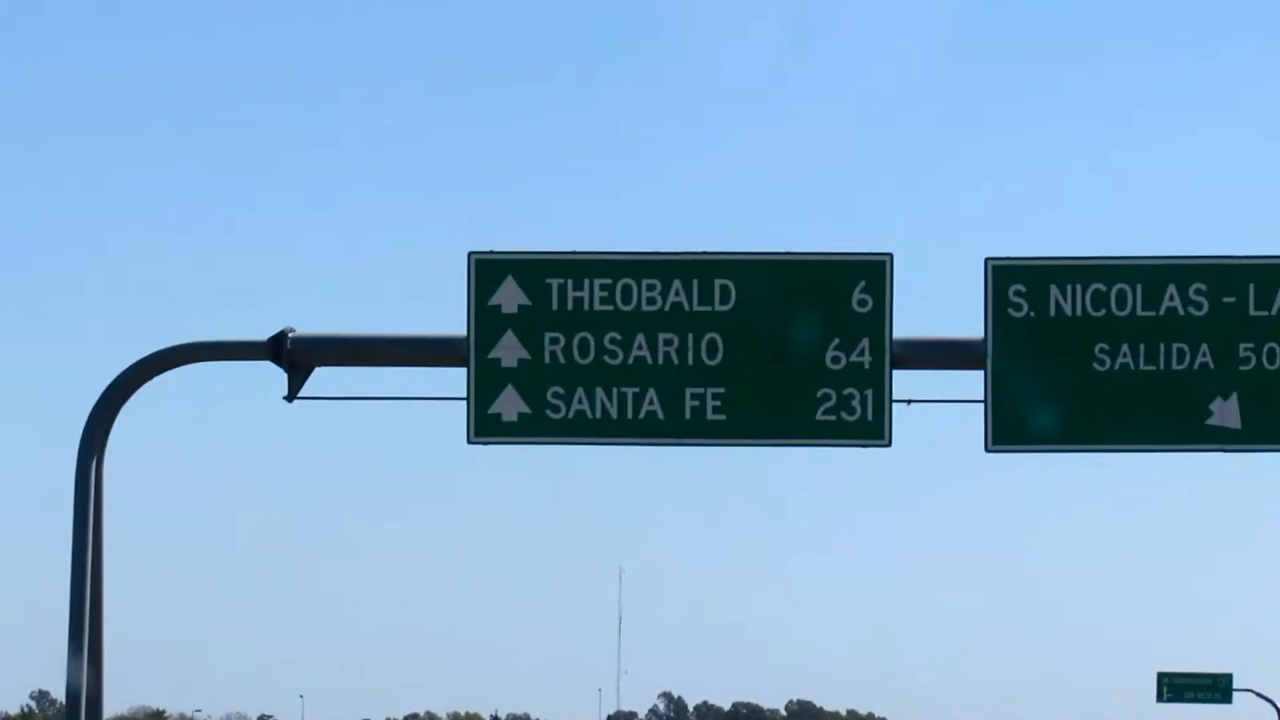 THEOBALD 6
ROSARIO 64
SANTA FE 231
S. NICOLAS - LA
SALIDA 50